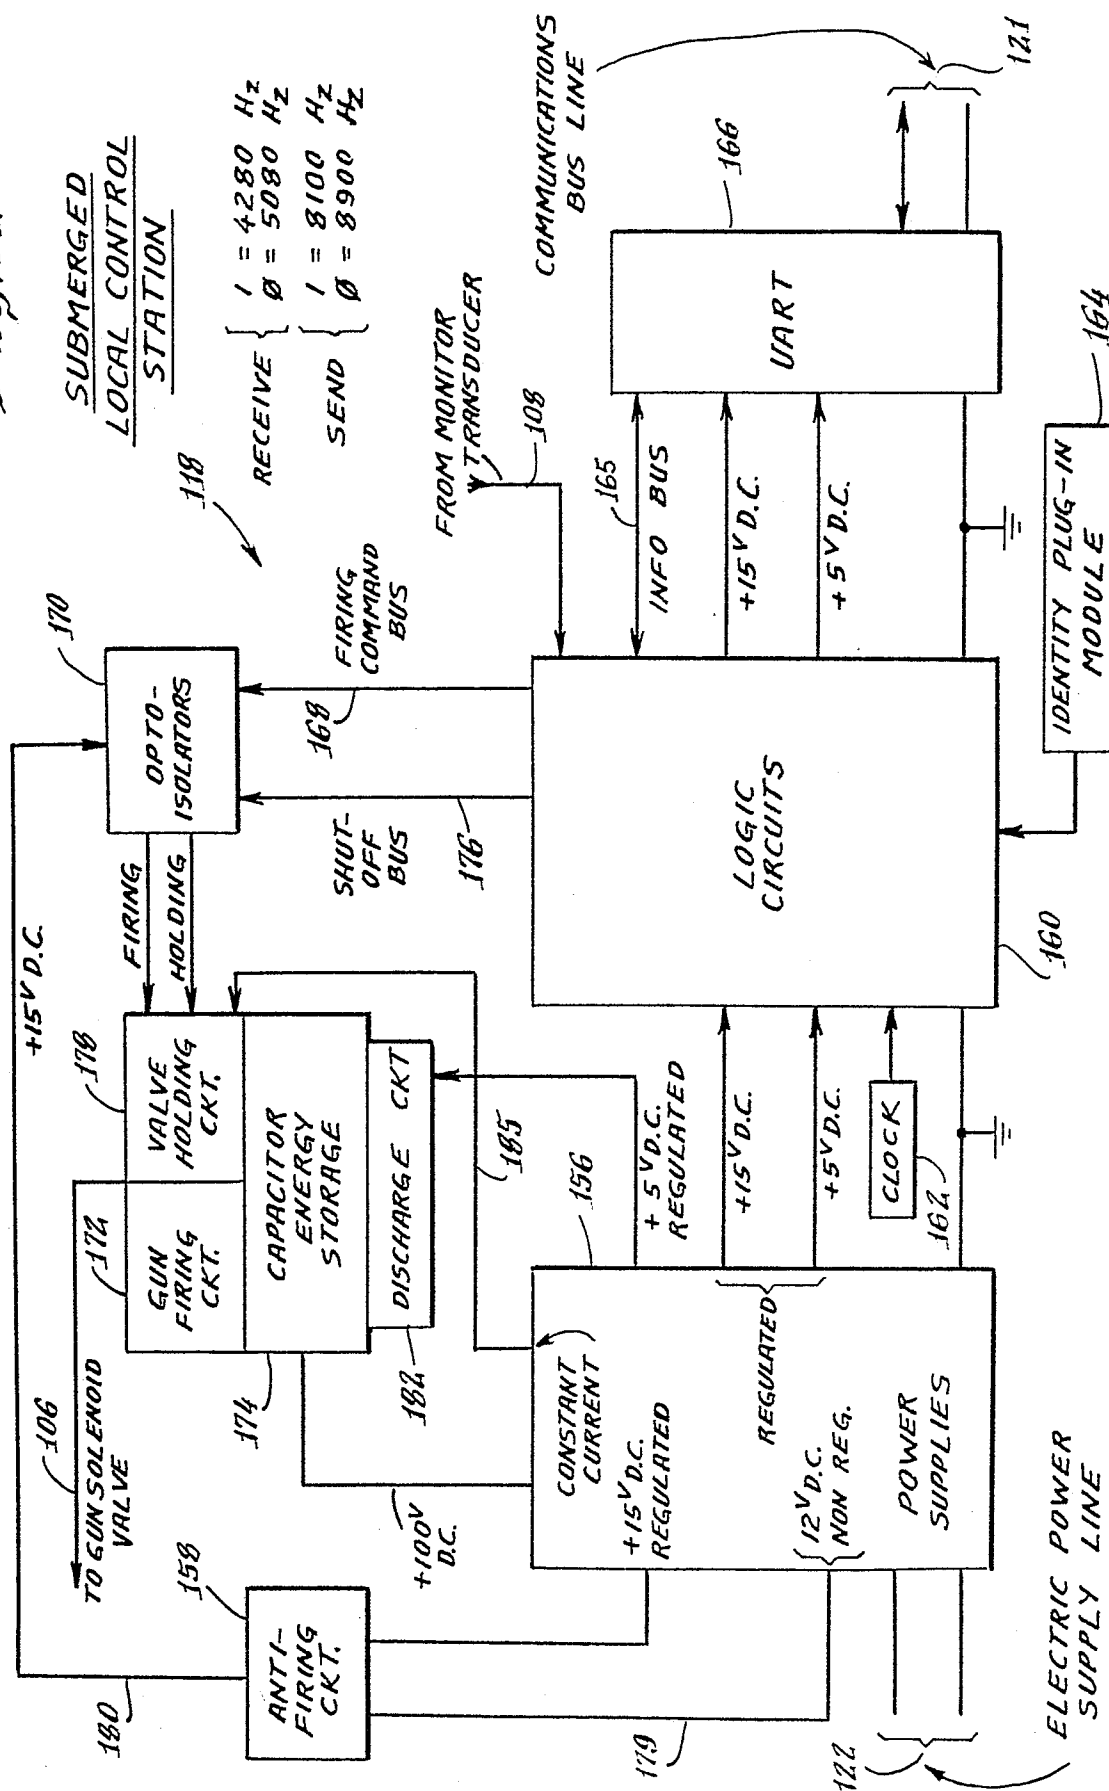 SUBMERGED
LOCAL CONTROL
STATION
118
RECEIVE { 1 = 4280 Hz
Ø = 5080 Hz
SEND { 1 = 8100 Hz
Ø = 8900 Hz
+15V D.C.
180
106
TO GUN SOLENOID
VALVE
172
178
GUN
FIRING
CKT.
VALVE
HOLDING
CKT.
FIRING
HOLDING
170
OPTO-
ISOLATORS
158
ANTI-
FIRING
CKT.
174
CAPACITOR
ENERGY
STORAGE
182
DISCHARGE CKT
185
+100V
D.C.
SHUT-
OFF
BUS
176
168
FIRING
COMMAND
BUS
FROM MONITOR
TRANSDUCER
108
COMMUNICATIONS
BUS LINE
121
179
CONSTANT
CURRENT
+15V D.C.
REGULATED
156
+5V D.C.
REGULATED
REGULATED
12V D.C.
NON REG.
POWER
SUPPLIES
+15V D.C.
+5V D.C.
CLOCK
162
LOGIC
CIRCUITS
160
165
INFO BUS
+15V D.C.
+5V D.C.
UART
166
IDENTITY PLUG-IN
MODULE
164
122
ELECTRIC POWER
SUPPLY LINE